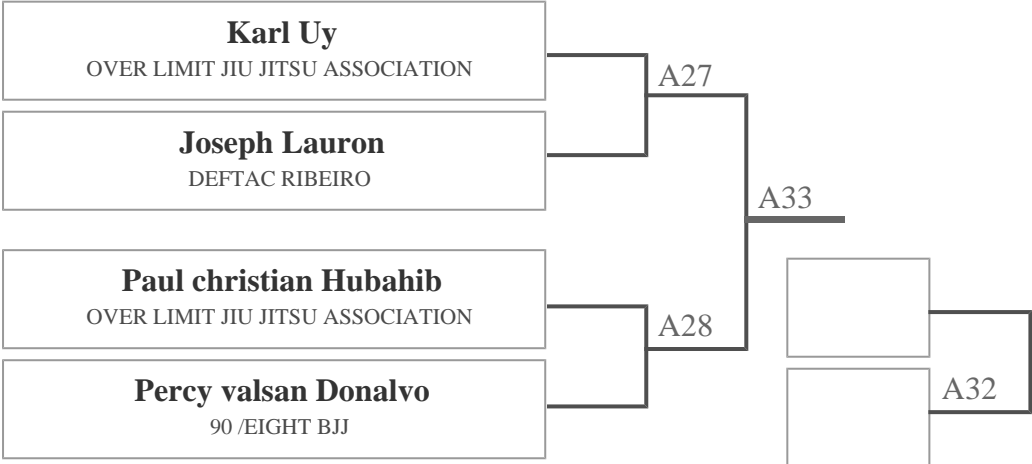 Karl Uy
OVER LIMIT JIU JITSU ASSOCIATION
A27
Joseph Lauron
DEFTAC RIBEIRO
A33
Paul christian Hubahib
OVER LIMIT JIU JITSU ASSOCIATION
A28
Percy valsan Donalvo
90 /EIGHT BJJ
A32